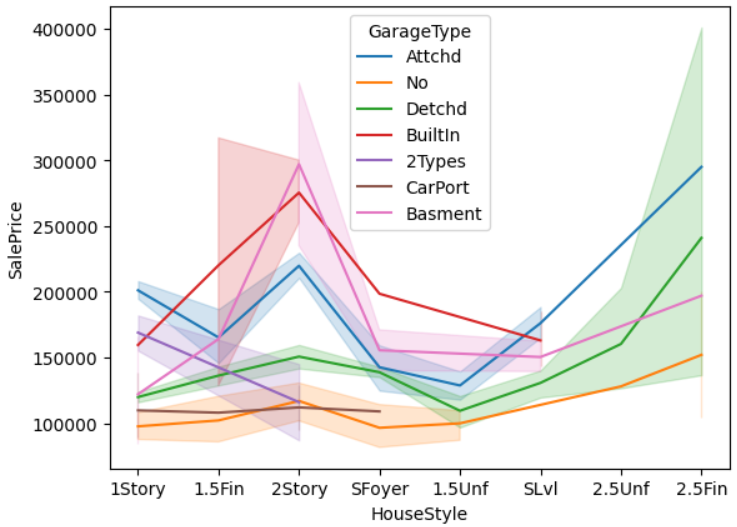 GarageType
Attchd
No
Detchd
BuiltIn
2Types
CarPort
Basment
SalePrice
400000
350000
300000
250000
200000
150000
100000
1Story 1.5Fin 2Story SFoyer 1.5Unf SLvl 2.5Unf 2.5Fin
HouseStyle